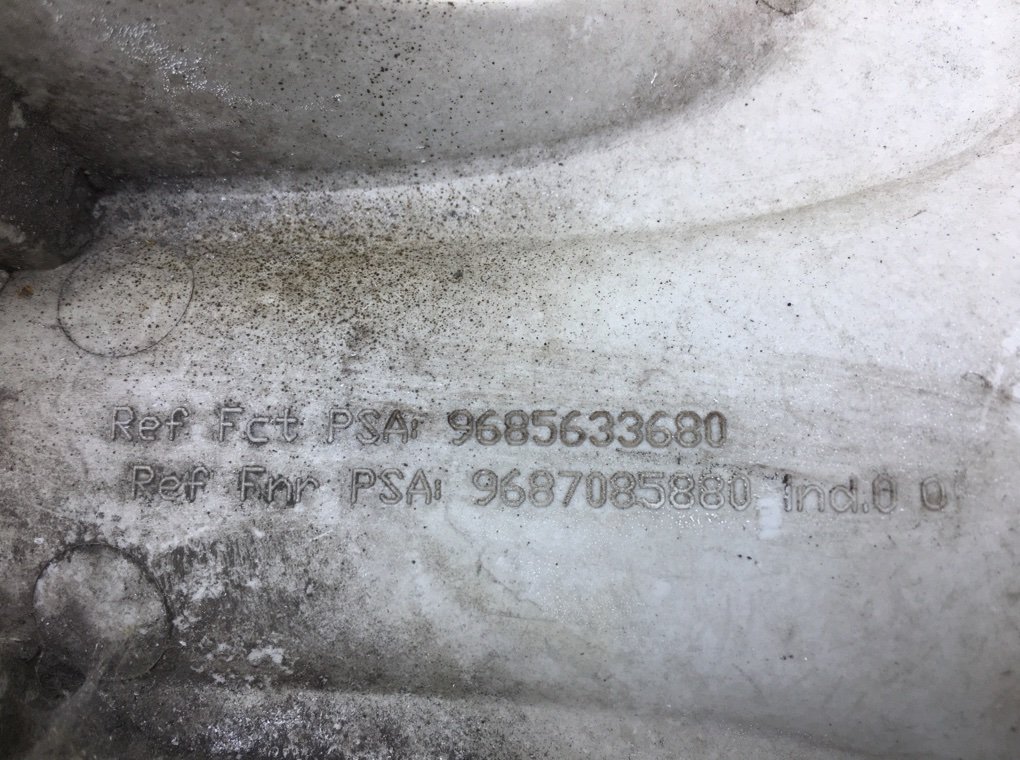 Ref Fct PSA: 9685633680
Ref Fnr PSA: 9687085880 Ind.0 0